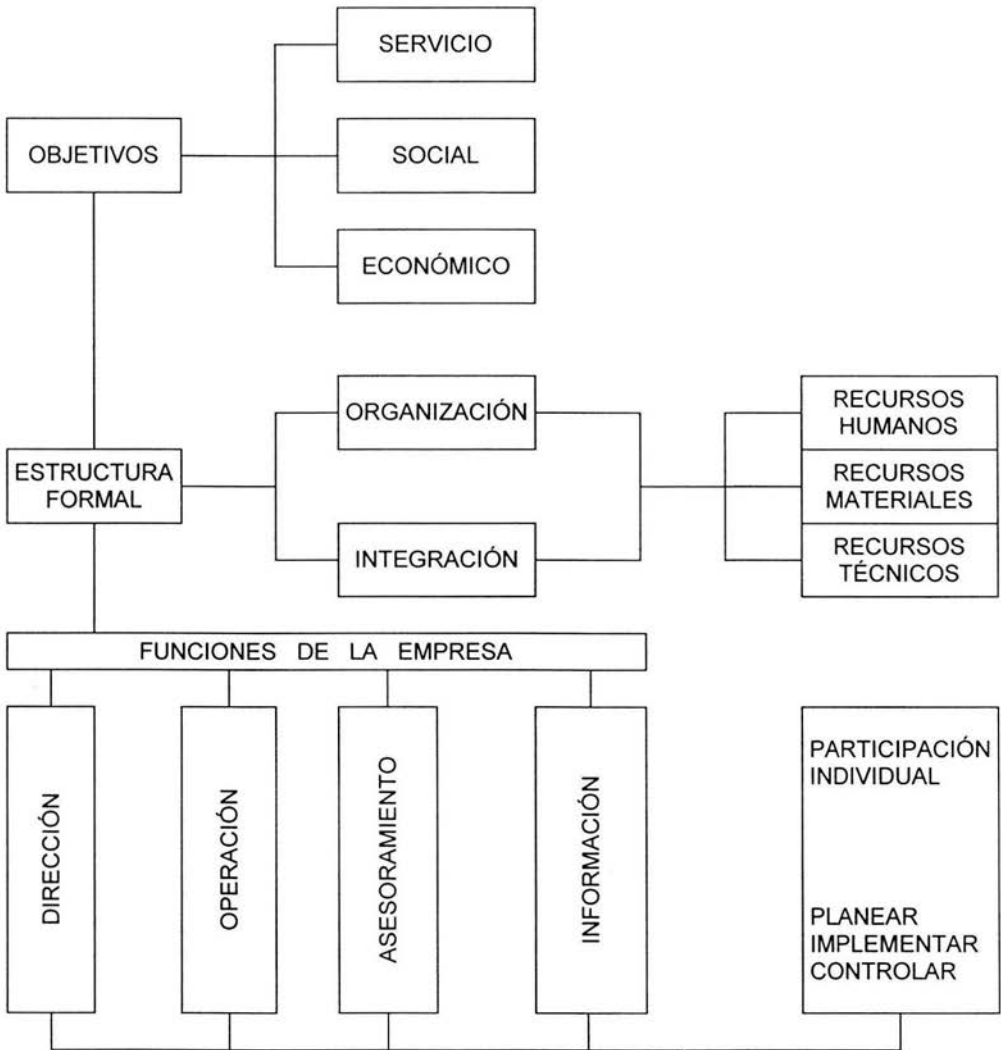 SERVICIO
OBJETIVOS
SOCIAL
ECONÓMICO
ORGANIZACIÓN
RECURSOS
HUMANOS
ESTRUCTURA
FORMAL
RECURSOS
MATERIALES
INTEGRACIÓN
RECURSOS
TÉCNICOS
FUNCIONES DE LA EMPRESA
DIRECCIÓN
OPERACIÓN
ASESORAMIENTO
INFORMACIÓN
PARTICIPACIÓN
INDIVIDUAL
PLANEAR
IMPLEMENTAR
CONTROLAR